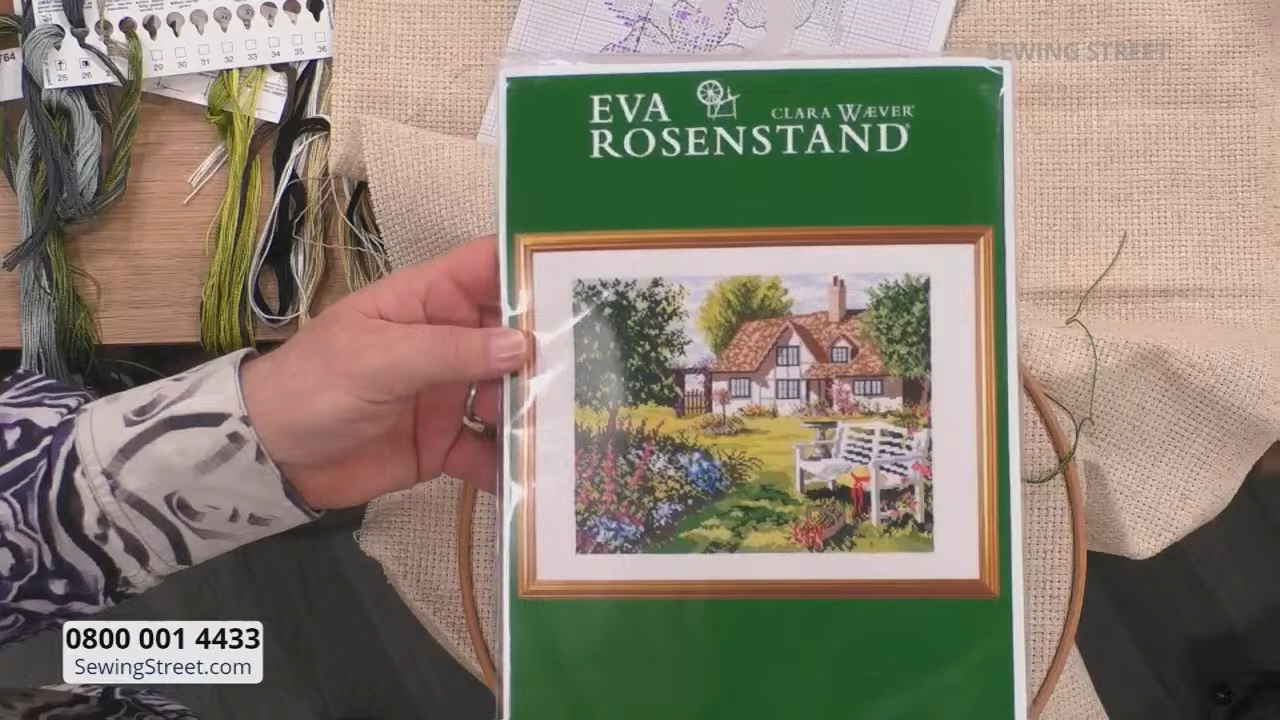 SEWING STREET
T64
25 26 29 30 31 32 33 34 35 36
EVA
CLARA WÆVER
ROSENSTAND
0800 001 4433
SewingStreet.com